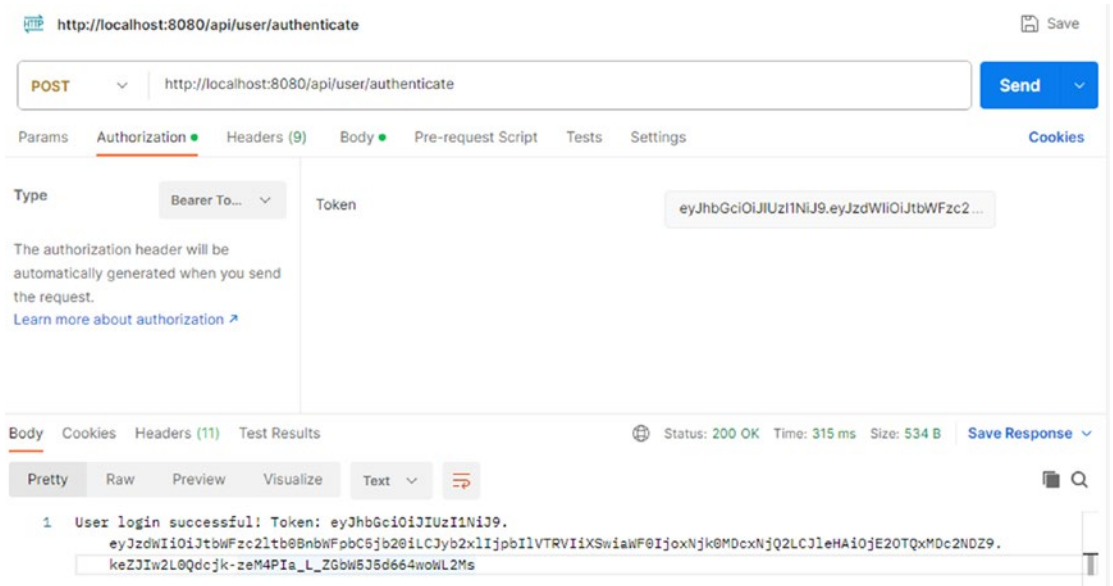 HTTP http://localhost:8080/api/user/authenticate Save
POST http://localhost:8080/api/user/authenticate Send
Params Authorization Headers (9) Body Pre-request Script Tests Settings Cookies
Type Bearer To... Token eyJhbGciOiJIUzI1NiJ9.eyJzdWIiOiJtbWFzc2...
The authorization header will be
automatically generated when you send
the request.
Learn more about authorization ↗
Body Cookies Headers (11) Test Results Status: 200 OK Time: 315 ms Size: 534 B Save Response
Pretty Raw Preview Visualize Text
1 User login successful! Token: eyJhbGciOiJIUzI1NiJ9.
eyJzdWIiOiJtbWFzc2ltb0BnbWFpbC5jb20iLCJyb2xlIjpbIlVTRVIiXSwiaWF0IjoxNjk0MDcxNjQ2LCJleHAiOjE2OTQxMDc2NDZ9.
keZJIw2L0Qdcjk-zeM4PIa_L_ZGbW5J5d664woWL2Ms